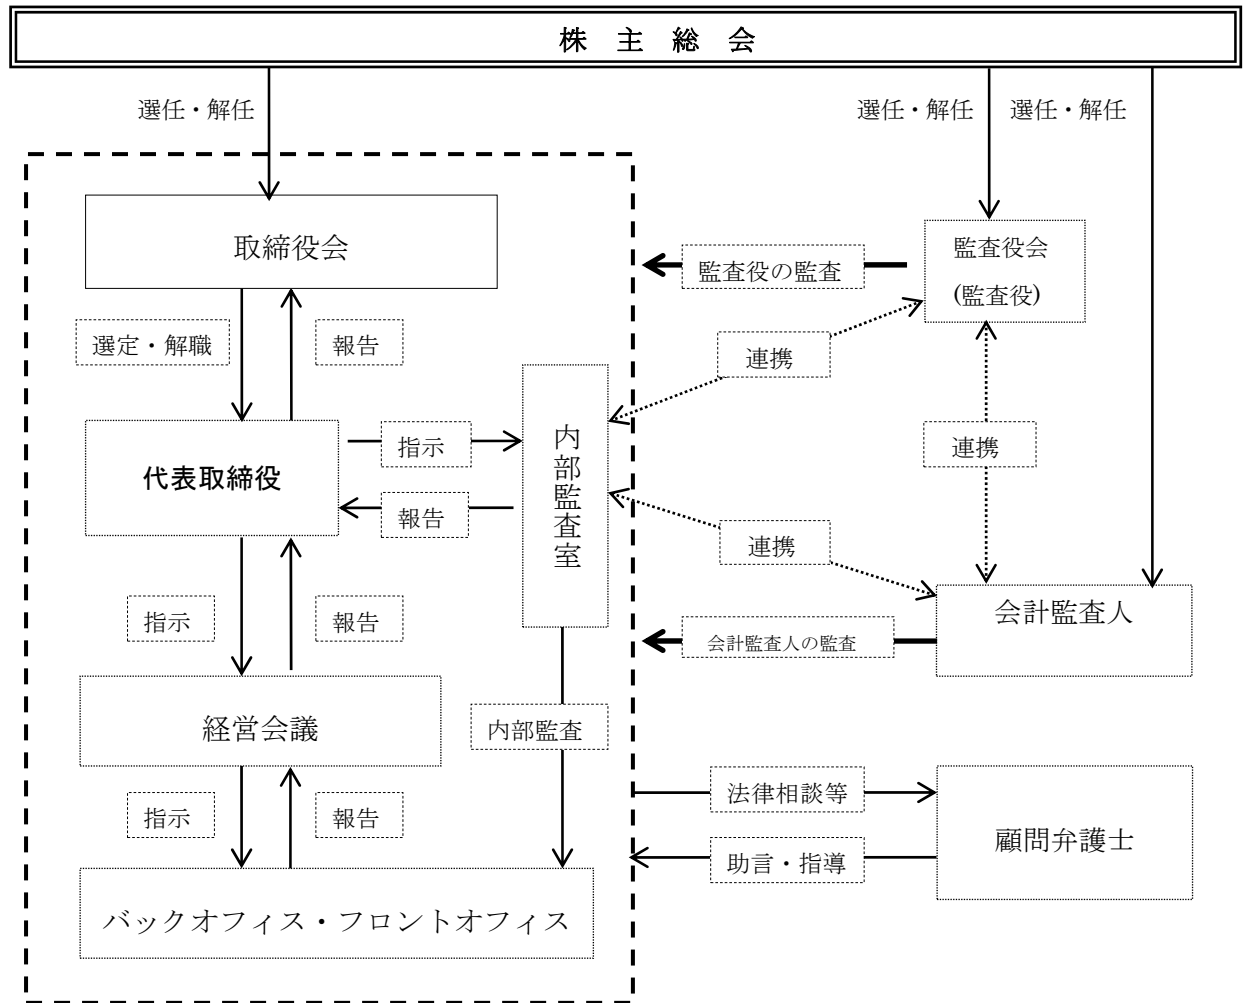 株　主　総　会
選任・解任
選任・解任
選任・解任
取締役会
監査役会
(監査役)
監査役の監査
選定・解職
報告
連携
代表取締役
指示
報告
内部監査室
連携
連携
指示
報告
会計監査人
会計監査人の監査
経営会議
内部監査
指示
報告
法律相談等
助言・指導
顧問弁護士
バックオフィス・フロントオフィス